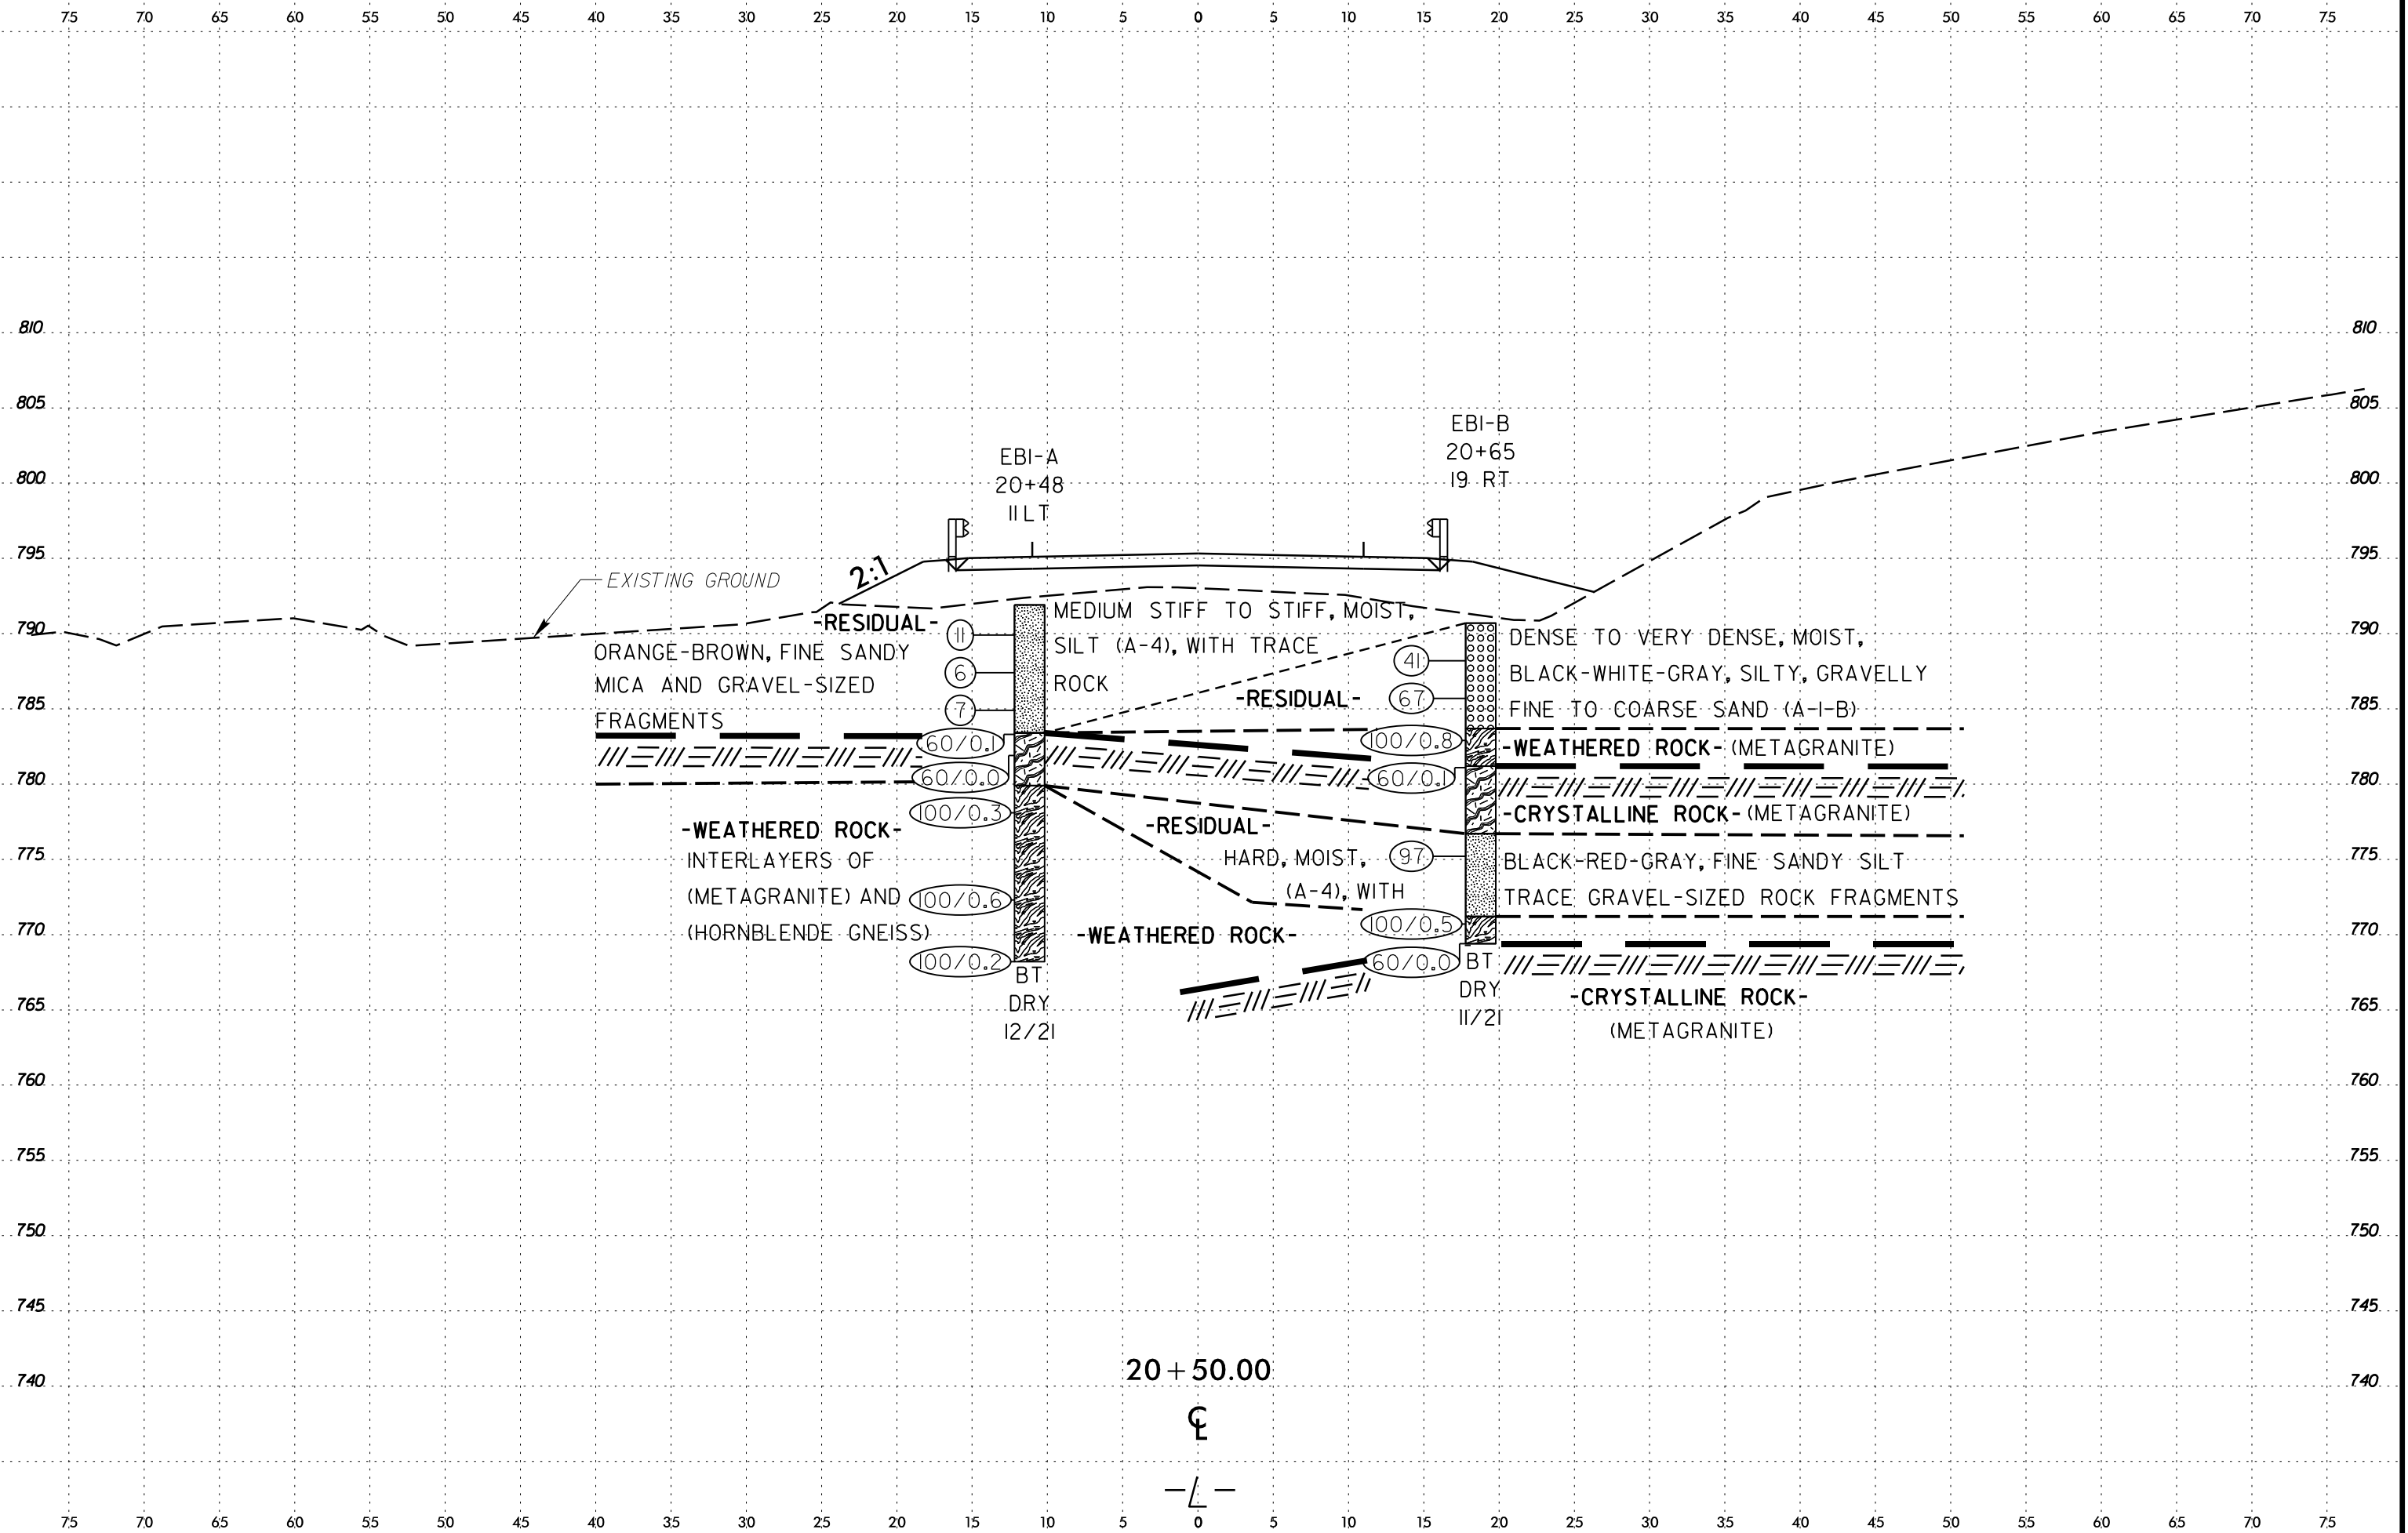 75 70 65 60 55 50 45 40 35 30 25 20 15 10 5 0 5 10 15 20 25 30 35 40 45 50 55 60 65 70 75
810 810
805 805
EB1-B
20+65
19 RT
EB1-A
20+48
11 LT
800 800
795 795
2:1
EXISTING GROUND
790 790
-RESIDUAL-
ORANGE-BROWN, FINE SANDY
MICA AND GRAVEL-SIZED
FRAGMENTS
11
6
7
60/0.1
60/0.0
100/0.3
100/0.6
100/0.2
MEDIUM STIFF TO STIFF, MOIST,
SILT (A-4), WITH TRACE
ROCK
-RESIDUAL-
41
67
100/0.8
60/0.1
97
100/0.5
60/0.0
DENSE TO VERY DENSE, MOIST,
BLACK-WHITE-GRAY, SILTY, GRAVELLY
FINE TO COARSE SAND (A-1-B)
785 785
-WEATHERED ROCK- (METAGRANITE)
780 780
-CRYSTALLINE ROCK- (METAGRANITE)
-WEATHERED ROCK-
INTERLAYERS OF
(METAGRANITE) AND
(HORNBLENDE GNEISS)
-RESIDUAL-
HARD, MOIST,
(A-4), WITH
BLACK-RED-GRAY, FINE SANDY SILT
TRACE GRAVEL-SIZED ROCK FRAGMENTS
775 775
770 770
-WEATHERED ROCK-
BT
DRY
12/21
BT
DRY
11/21
-CRYSTALLINE ROCK-
(METAGRANITE)
765 765
760 760
755 755
750 750
745 745
740 740
20+50.00
℄
-L-
75 70 65 60 55 50 45 40 35 30 25 20 15 10 5 0 5 10 15 20 25 30 35 40 45 50 55 60 65 70 75